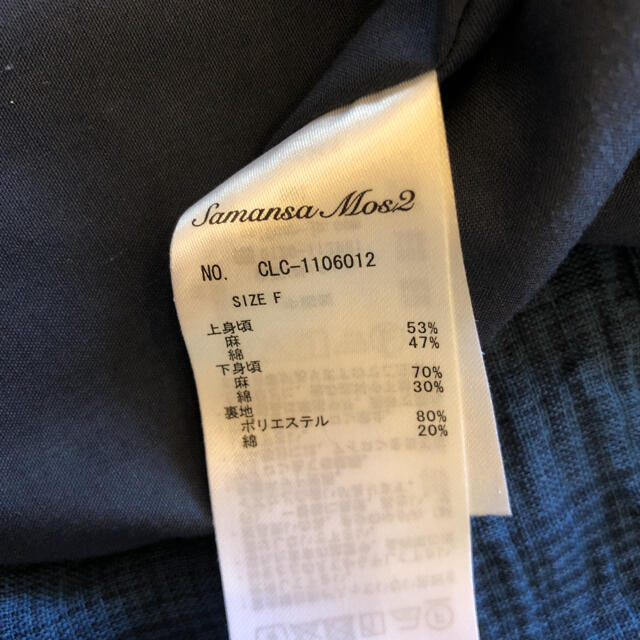 Samansa Mos2
NO. CLC-1106012
SIZE F
上身頃
麻 53%
綿 47%
下身頃
麻 70%
綿 30%
裏地
ポリエステル 80%
綿 20%